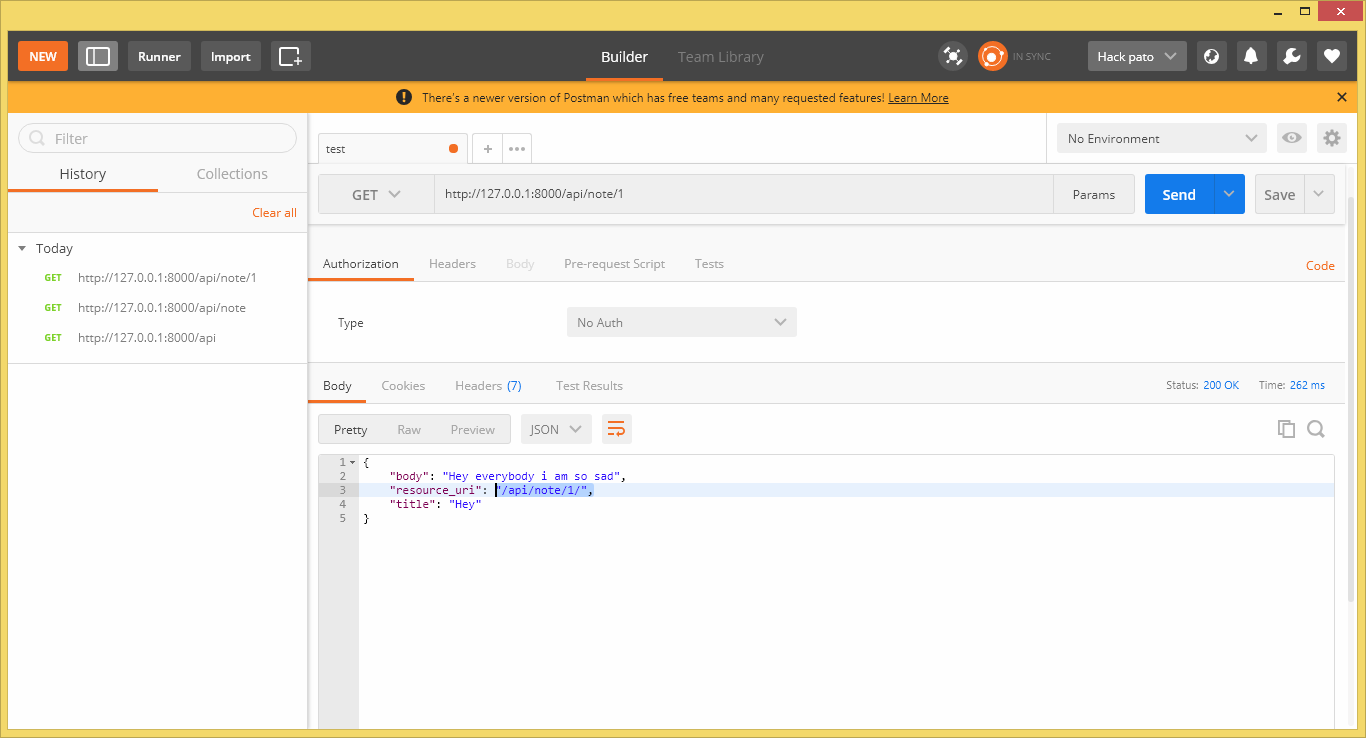 NEW Runner Import Builder Team Library IN SYNC Hack pato
There's a newer version of Postman which has free teams and many requested features! Learn More
Filter
History Collections
Clear all
Today
GET http://127.0.0.1:8000/api/note/1
GET http://127.0.0.1:8000/api/note
GET http://127.0.0.1:8000/api
test No Environment
GET http://127.0.0.1:8000/api/note/1 Params Send Save
Authorization Headers Body Pre-request Script Tests Code
Type No Auth
Body Cookies Headers (7) Test Results Status: 200 OK Time: 262 ms
Pretty Raw Preview JSON
1 {
2 "body": "Hey everybody i am so sad",
3 "resource_uri": "/api/note/1/",
4 "title": "Hey"
5 }